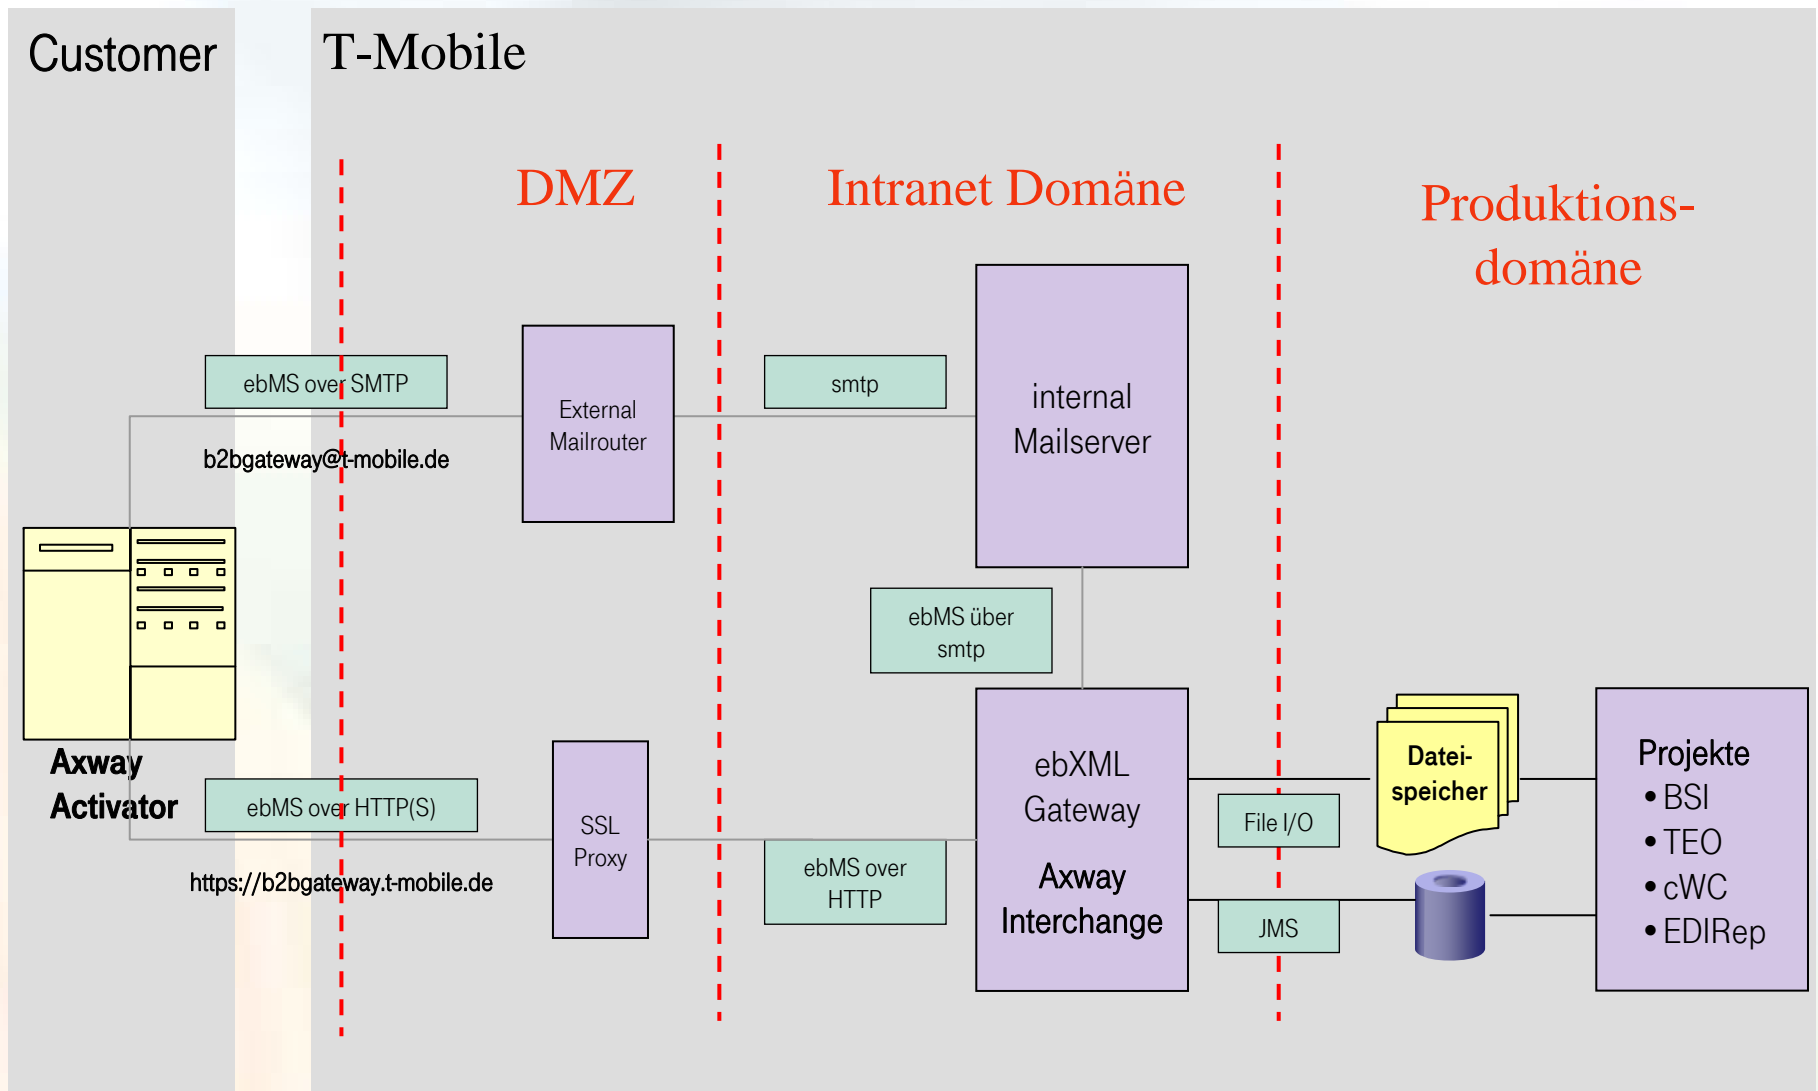 Customer
T-Mobile
DMZ
Intranet Domäne
Produktions-
domäne
ebMS over SMTP
b2bgateway@t-mobile.de
External
Mailrouter
smtp
internal
Mailserver
ebMS über
smtp
Axway
Activator
ebMS over HTTP(S)
https://b2bgateway.t-mobile.de
SSL
Proxy
ebMS over
HTTP
ebXML
Gateway
Axway
Interchange
File I/O
JMS
Datei-
speicher
Projekte
• BSI
• TEO
• cWC
• EDIRep